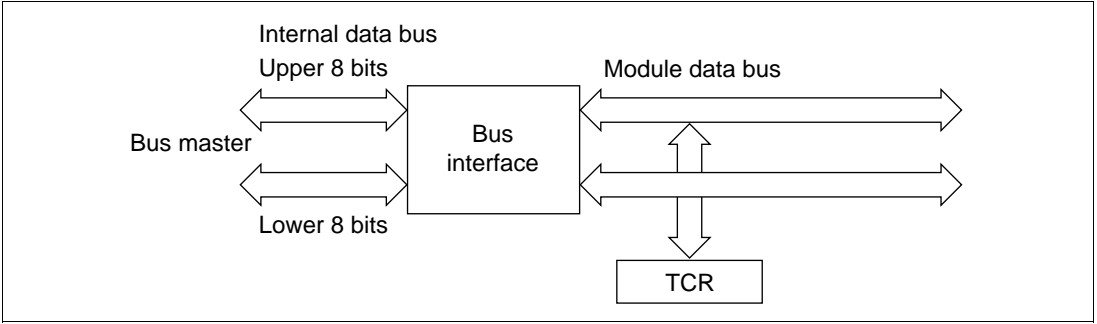 Internal data bus
Upper 8 bits
Module data bus
Bus master
Bus
interface
Lower 8 bits
TCR